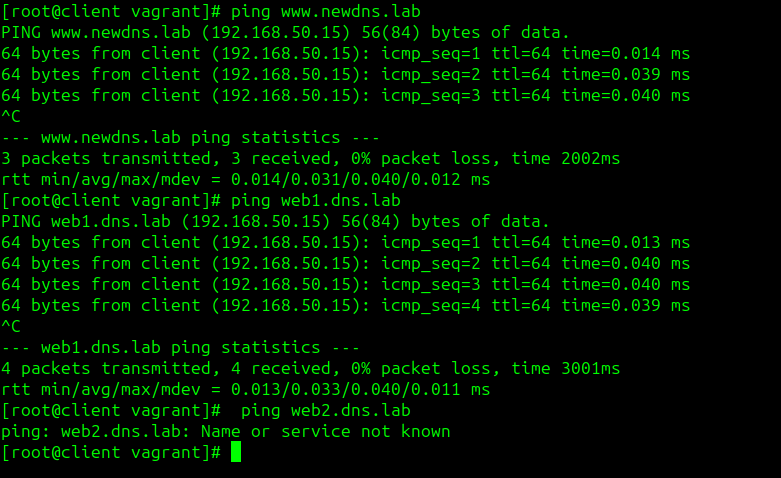 [root@client vagrant]# ping www.newdns.lab
PING www.newdns.lab (192.168.50.15) 56(84) bytes of data.
64 bytes from client (192.168.50.15): icmp_seq=1 ttl=64 time=0.014 ms
64 bytes from client (192.168.50.15): icmp_seq=2 ttl=64 time=0.039 ms
64 bytes from client (192.168.50.15): icmp_seq=3 ttl=64 time=0.040 ms
^C
--- www.newdns.lab ping statistics ---
3 packets transmitted, 3 received, 0% packet loss, time 2002ms
rtt min/avg/max/mdev = 0.014/0.031/0.040/0.012 ms
[root@client vagrant]# ping web1.dns.lab
PING web1.dns.lab (192.168.50.15) 56(84) bytes of data.
64 bytes from client (192.168.50.15): icmp_seq=1 ttl=64 time=0.013 ms
64 bytes from client (192.168.50.15): icmp_seq=2 ttl=64 time=0.040 ms
64 bytes from client (192.168.50.15): icmp_seq=3 ttl=64 time=0.040 ms
64 bytes from client (192.168.50.15): icmp_seq=4 ttl=64 time=0.039 ms
^C
--- web1.dns.lab ping statistics ---
4 packets transmitted, 4 received, 0% packet loss, time 3001ms
rtt min/avg/max/mdev = 0.013/0.033/0.040/0.011 ms
[root@client vagrant]#  ping web2.dns.lab
ping: web2.dns.lab: Name or service not known
[root@client vagrant]#